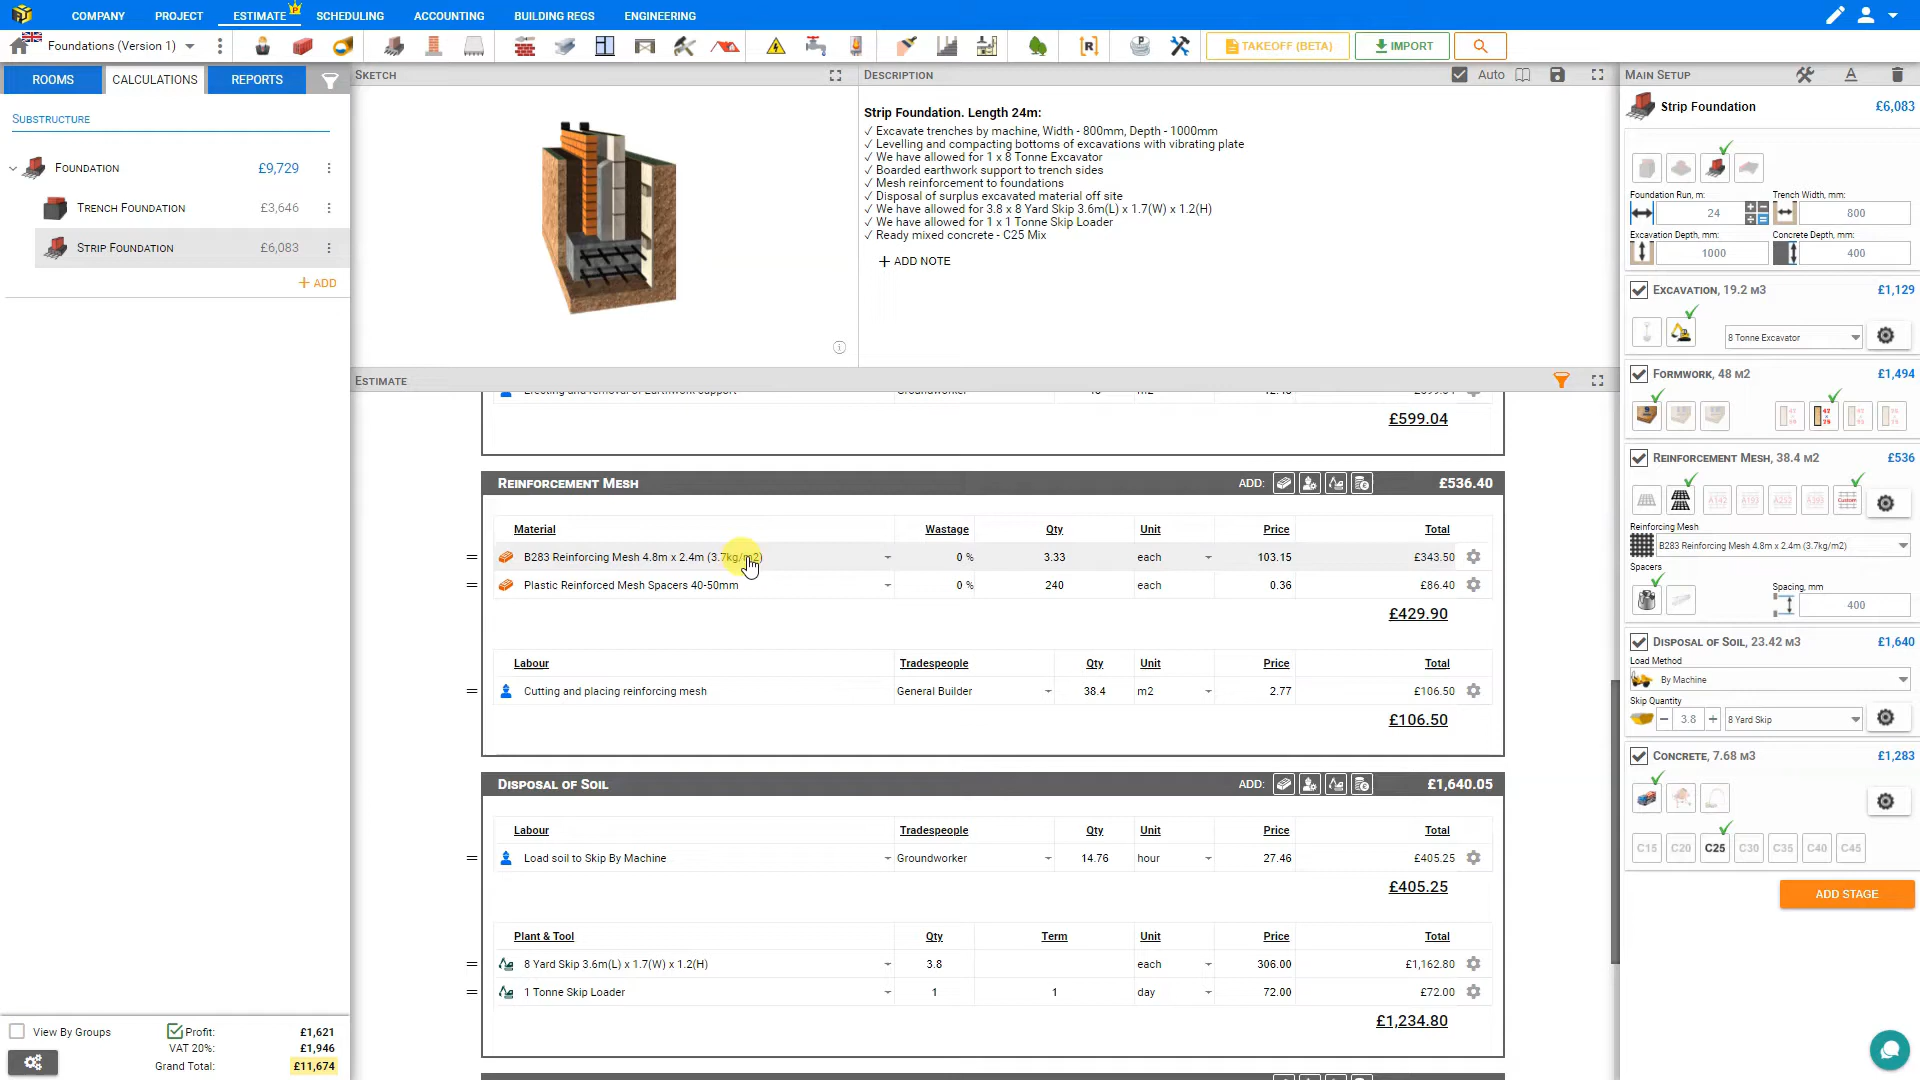 COMPANY PROJECT ESTIMATE SCHEDULING ACCOUNTING BUILDING REGS ENGINEERING
Foundations (Version 1) TAKEOFF (BETA) IMPORT
ROOMS CALCULATIONS REPORTS
SUBSTRUCTURE
FOUNDATION £9,729
TRENCH FOUNDATION £3,646
STRIP FOUNDATION £6,083
+ ADD
View By Groups Profit: £1,621
VAT 20%: £1,946
Grand Total: £11,674
SKETCH
DESCRIPTION Auto
Strip Foundation. Length 24m:
✓ Excavate trenches by machine, Width - 800mm, Depth - 1000mm
✓ Levelling and compacting bottoms of excavations with vibrating plate
✓ We have allowed for 1 x 8 Tonne Excavator
✓ Boarded earthwork support to trench sides
✓ Mesh reinforcement to foundations
✓ Disposal of surplus excavated material off site
✓ We have allowed for 3.8 x 8 Yard Skip 3.6m(L) x 1.7(W) x 1.2(H)
✓ We have allowed for 1 x 1 Tonne Skip Loader
✓ Ready mixed concrete - C25 Mix
+ ADD NOTE
ESTIMATE
£599.04
REINFORCEMENT MESH ADD: £536.40
Material Wastage Qty Unit Price Total
B283 Reinforcing Mesh 4.8m x 2.4m (3.7kg/m2) 0 % 3.33 each 103.15 £343.50
Plastic Reinforced Mesh Spacers 40-50mm 0 % 240 each 0.36 £86.40
£429.90
Labour Tradespeople Qty Unit Price Total
Cutting and placing reinforcing mesh General Builder 38.4 m2 2.77 £106.50
£106.50
DISPOSAL OF SOIL ADD: £1,640.05
Labour Tradespeople Qty Unit Price Total
Load soil to Skip By Machine Groundworker 14.76 hour 27.46 £405.25
£405.25
Plant & Tool Qty Term Unit Price Total
8 Yard Skip 3.6m(L) x 1.7(W) x 1.2(H) 3.8 each 306.00 £1,162.80
1 Tonne Skip Loader 1 1 day 72.00 £72.00
£1,234.80
MAIN SETUP
Strip Foundation £6,083
Foundation Run, m: Trench Width, mm:
24 800
Excavation Depth, mm: Concrete Depth, mm:
1000 400
EXCAVATION, 19.2 M3 £1,129
8 Tonne Excavator
FORMWORK, 48 M2 £1,494
REINFORCEMENT MESH, 38.4 M2 £536
A142 A193 A252 A393 Custom
Reinforcing Mesh
B283 Reinforcing Mesh 4.8m x 2.4m (3.7kg/m2)
Spacers
Spacing, mm
400
DISPOSAL OF SOIL, 23.42 M3 £1,640
Load Method
By Machine
Skip Quantity
3.8 8 Yard Skip
CONCRETE, 7.68 M3 £1,283
C15 C20 C25 C30 C35 C40 C45
ADD STAGE